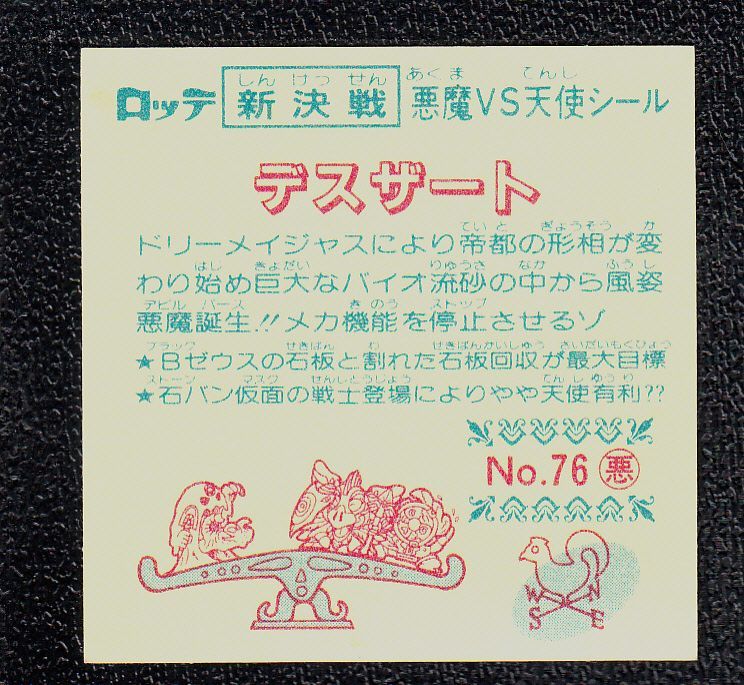 ロッテ 新決戦 悪魔VS天使シール
しん けっ せん あくま てんし
デスザート
ていと ぎょうそう か
ドリーメイジャスにより帝都の形相が変
はじ きょだい りゅうさ なか ふうし
わり始め巨大なバイオ流砂の中から風姿
デビル バース きのう ストップ
悪魔誕生!!メカ機能を停止させるゾ
ブラック せきばん わ せきばんかいしゅう さいだいもくひょう
★Bゼウスの石板と割れた石板回収が最大目標
ストーン マスク せんしとうじょう てんしゆうり
★石バン仮面の戦士登場によりやや天使有利??
No.76 悪
W N
S E